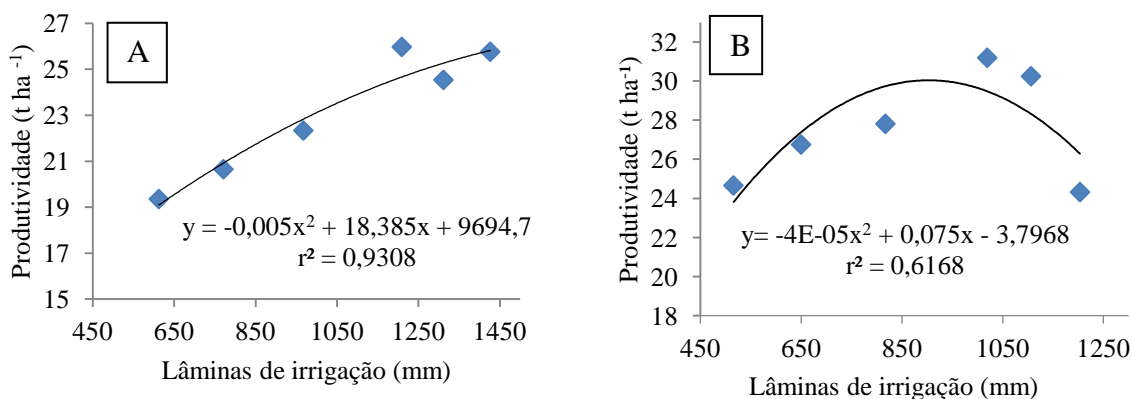 A
Produtividade (t ha ⁻¹)
27
25
23
21
19
17
15
y = -0,005x² + 18,385x + 9694,7
r² = 0,9308
450 650 850 1050 1250 1450
Lâminas de irrigação (mm)
B
Produtividade (t ha⁻¹)
32
30
28
26
24
22
20
18
y= -4E-05x² + 0,075x - 3,7968
r² = 0,6168
450 650 850 1050 1250
Lâminas de irrigação (mm)